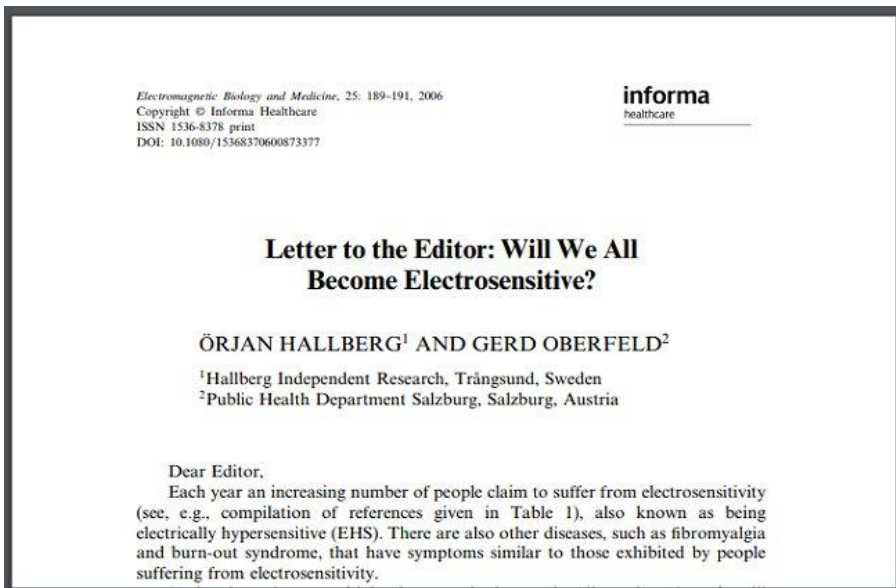 Electromagnetic Biology and Medicine, 25: 189–191, 2006
Copyright © Informa Healthcare
ISSN 1536-8378 print
DOI: 10.1080/15368370600873377
informa
healthcare
Letter to the Editor: Will We All
Become Electrosensitive?
ÖRJAN HALLBERG¹ AND GERD OBERFELD²
¹Hallberg Independent Research, Trångsund, Sweden
²Public Health Department Salzburg, Salzburg, Austria
Dear Editor,
Each year an increasing number of people claim to suffer from electrosensitivity
(see, e.g., compilation of references given in Table 1), also known as being
electrically hypersensitive (EHS). There are also other diseases, such as fibromyalgia
and burn-out syndrome, that have symptoms similar to those exhibited by people
suffering from electrosensitivity.